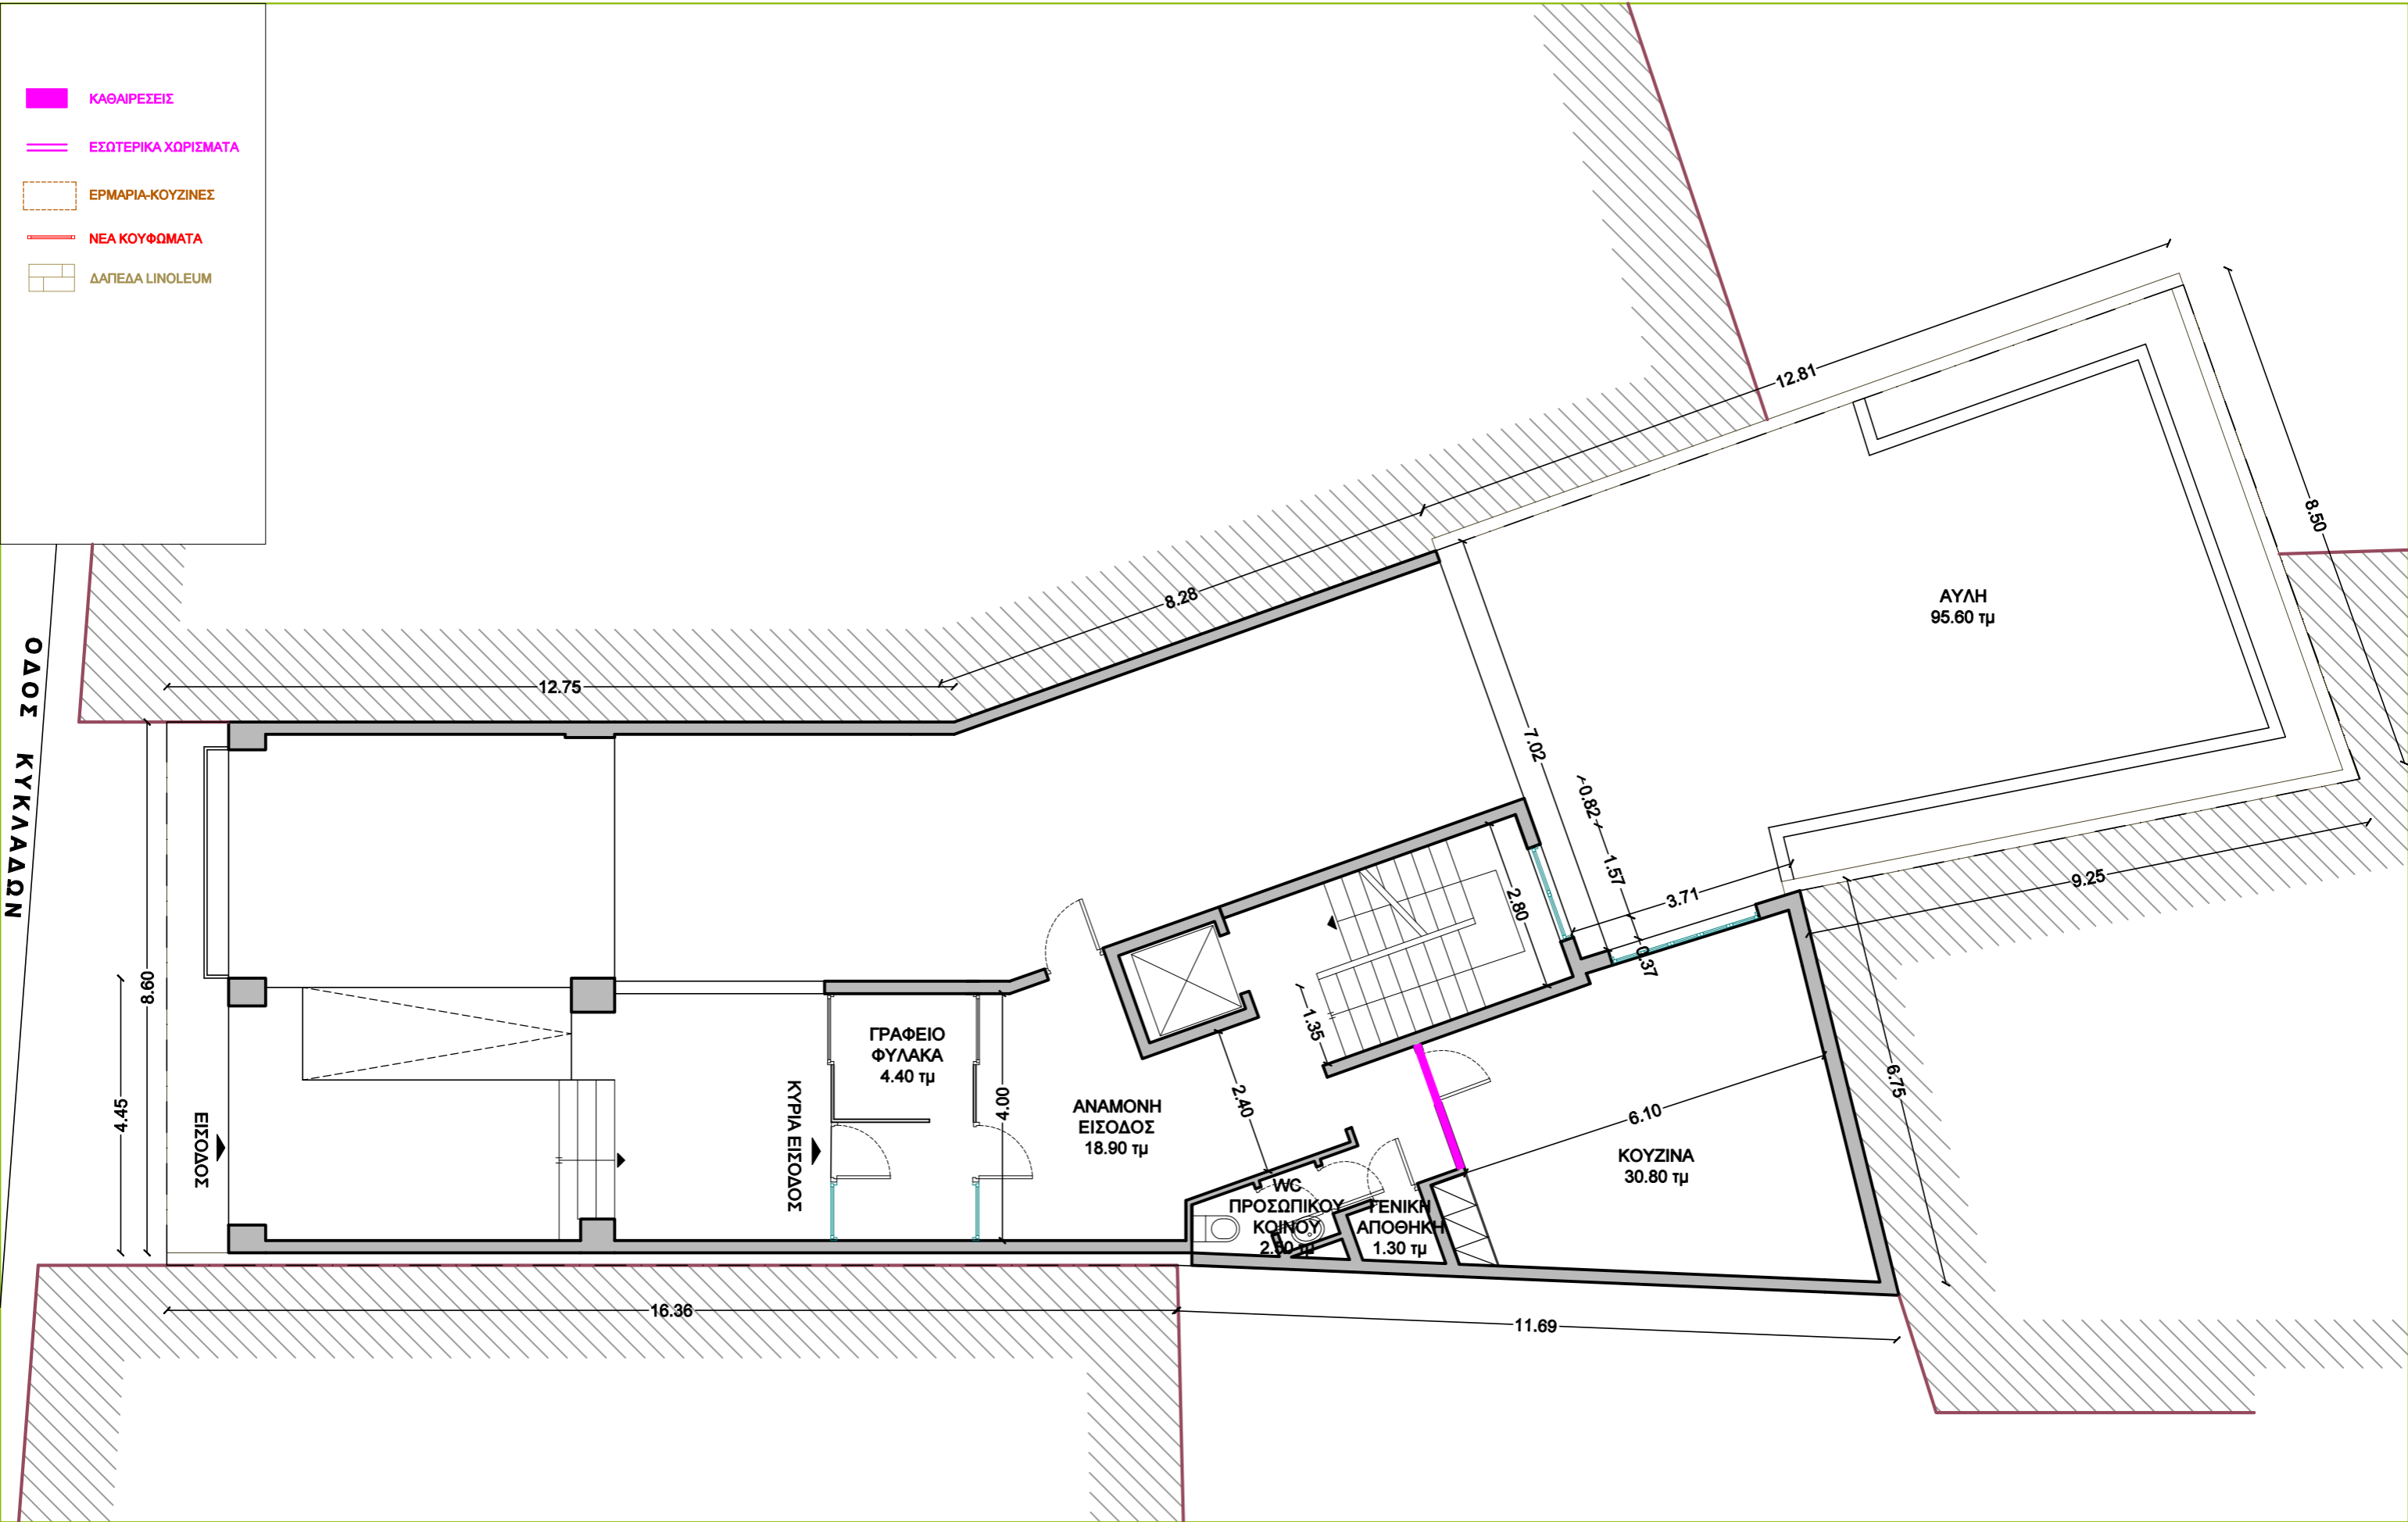 ΚΑΘΑΙΡΕΣΕΙΣ
ΕΣΩΤΕΡΙΚΑ ΧΩΡΙΣΜΑΤΑ
ΕΡΜΑΡΙΑ-ΚΟΥΖΙΝΕΣ
ΝΕΑ ΚΟΥΦΩΜΑΤΑ
ΔΑΠΕΔΑ LINOLEUM
ΟΔΟΣ ΚΥΚΛΑΔΩΝ
12.81
8.50
8.28
ΑΥΛΗ
95.60 τμ
12.75
7.02
0.82
1.57
3.71
9.25
2.80
0.37
8.60
4.45
1.35
ΓΡΑΦΕΙΟ
ΦΥΛΑΚΑ
4.40 τμ
4.00
ΑΝΑΜΟΝΗ
ΕΙΣΟΔΟΣ
18.90 τμ
2.40
6.10
6.75
ΕΙΣΟΔΟΣ
ΚΥΡΙΑ ΕΙΣΟΔΟΣ
ΚΟΥΖΙΝΑ
30.80 τμ
WC
ΠΡΟΣΩΠΙΚΟΥ
ΚΟΙΝΟΥ
ΓΕΝΙΚΗ
ΑΠΟΘΗΚΗ
1.30 τμ
16.36
11.69